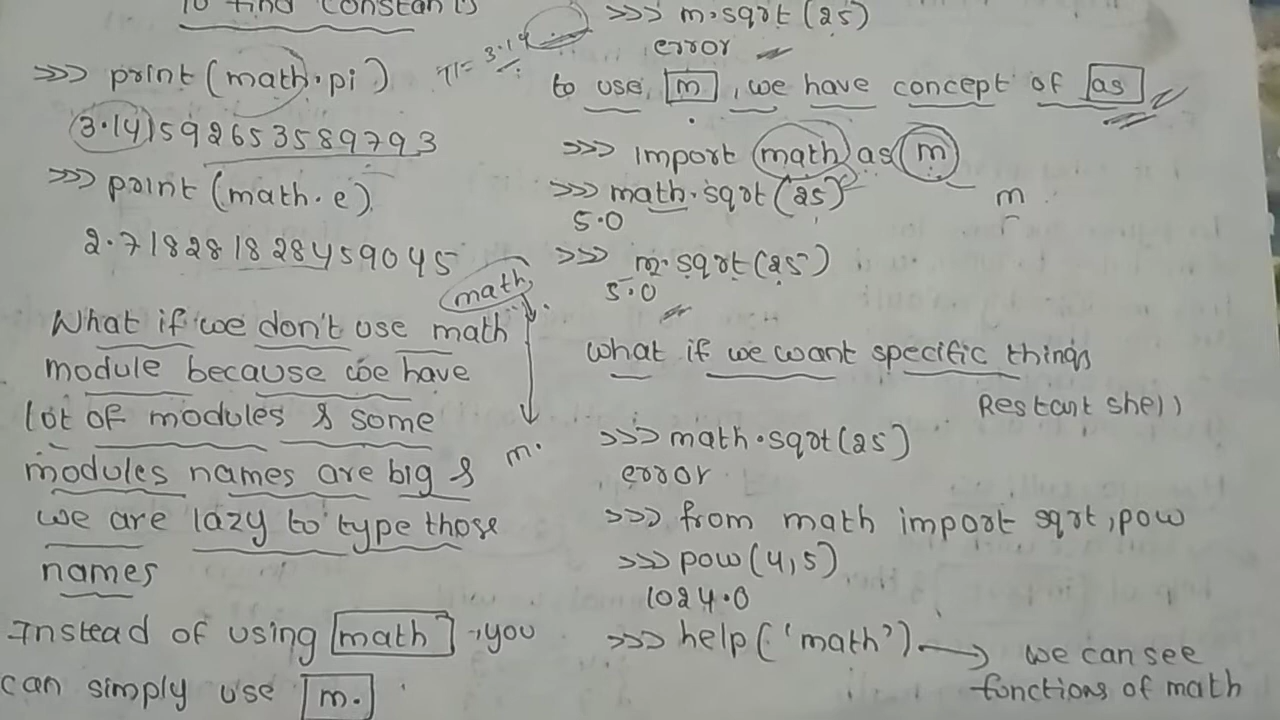 To find constants
>>> print(math.pi)
π = 3.14
3.141592653589793
>>> print(math.e)
2.718281828459045
math
m.
What if we don't use math
module because we have
lot of modules & some
modules names are big &
we are lazy to type those
names
Instead of using math, you
can simply use m.
>>> m.sqrt(25)
error
to use m, we have concept of as
>>> import math as m
>>> math.sqrt(25)
m
5.0
>>> m.sqrt(25)
5.0
What if we want specific things
Restart shell
>>> math.sqrt(25)
error
>>> from math import sqrt, pow
>>> pow(4,5)
1024.0
>>> help('math') → we can see
functions of math